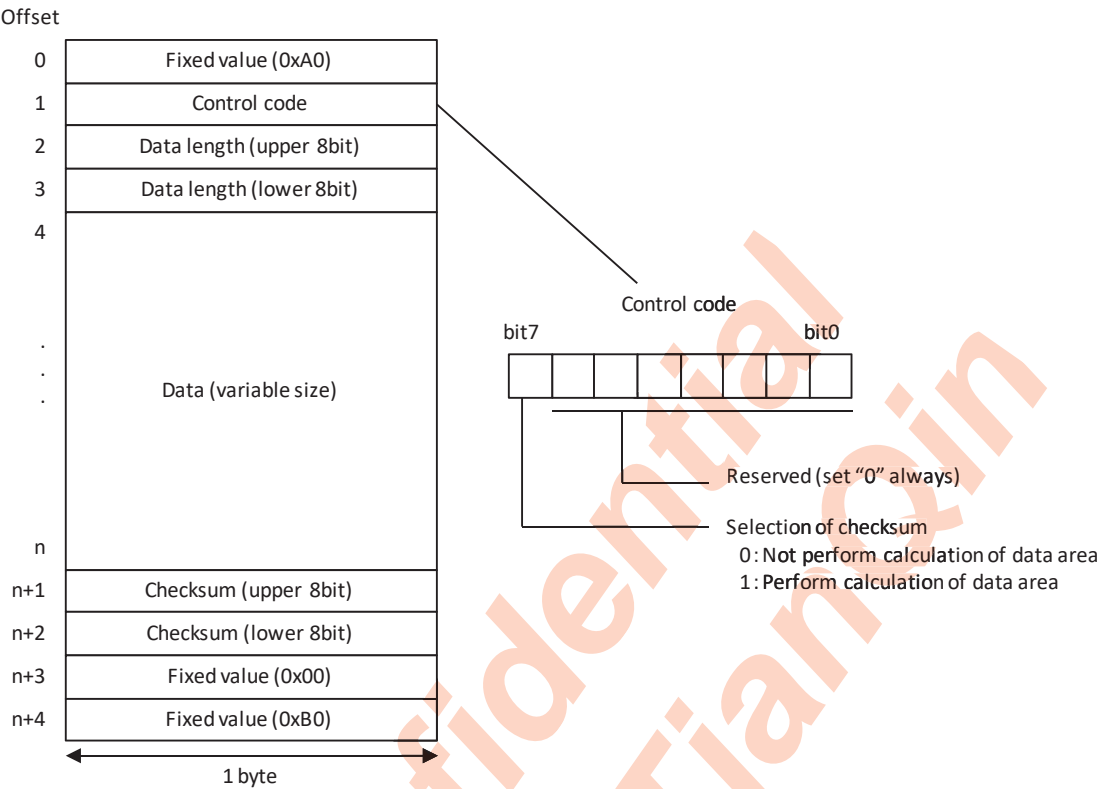 Offset
0 Fixed value (0xA0)
1 Control code
2 Data length (upper 8bit)
3 Data length (lower 8bit)
4
.
.
.
Data (variable size)
n
n+1 Checksum (upper 8bit)
n+2 Checksum (lower 8bit)
n+3 Fixed value (0x00)
n+4 Fixed value (0xB0)
1 byte
Control code
bit7 bit0
Reserved (set “0” always)
Selection of checksum
0: Not perform calculation of data area
1: Perform calculation of data area
fidential
TianQin